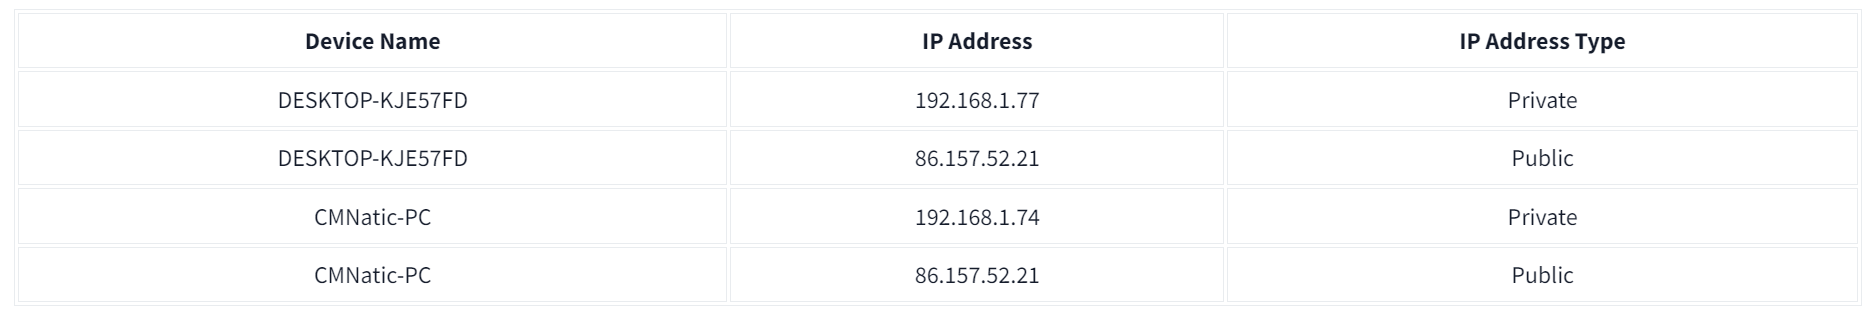 Device Name IP Address IP Address Type
DESKTOP-KJE57FD 192.168.1.77 Private
DESKTOP-KJE57FD 86.157.52.21 Public
CMNatic-PC 192.168.1.74 Private
CMNatic-PC 86.157.52.21 Public